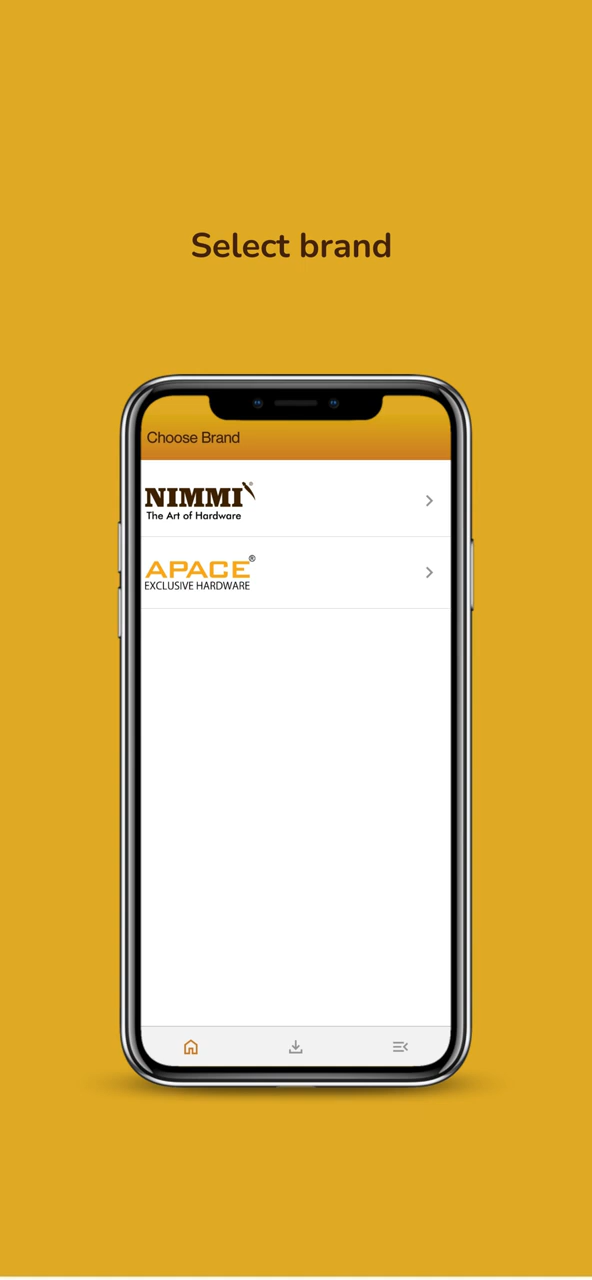 Select brand
Choose Brand
NIMMI®
The Art of Hardware
APACE®
EXCLUSIVE HARDWARE